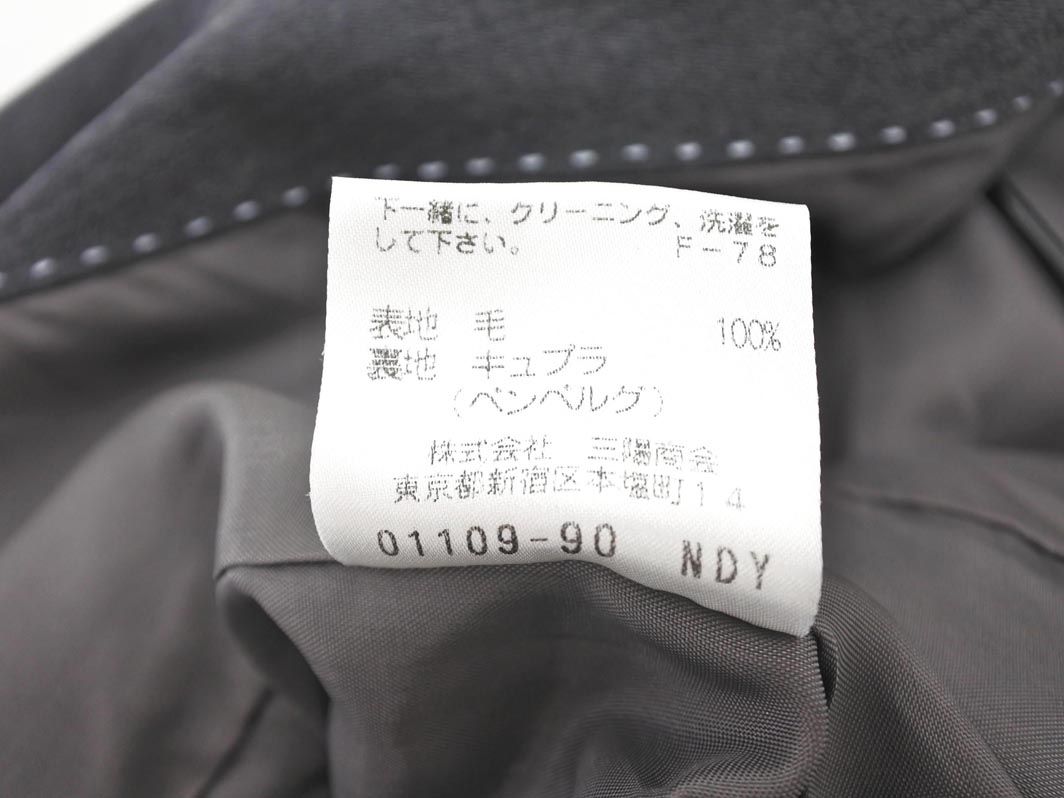 下一緒に、クリーニング、洗濯を
して下さい。 F-78
表地 毛 100%
裏地 キュプラ
(ベンベルグ)
株式会社 三陽商会
東京都新宿区本塩町14
01109-90 NDY